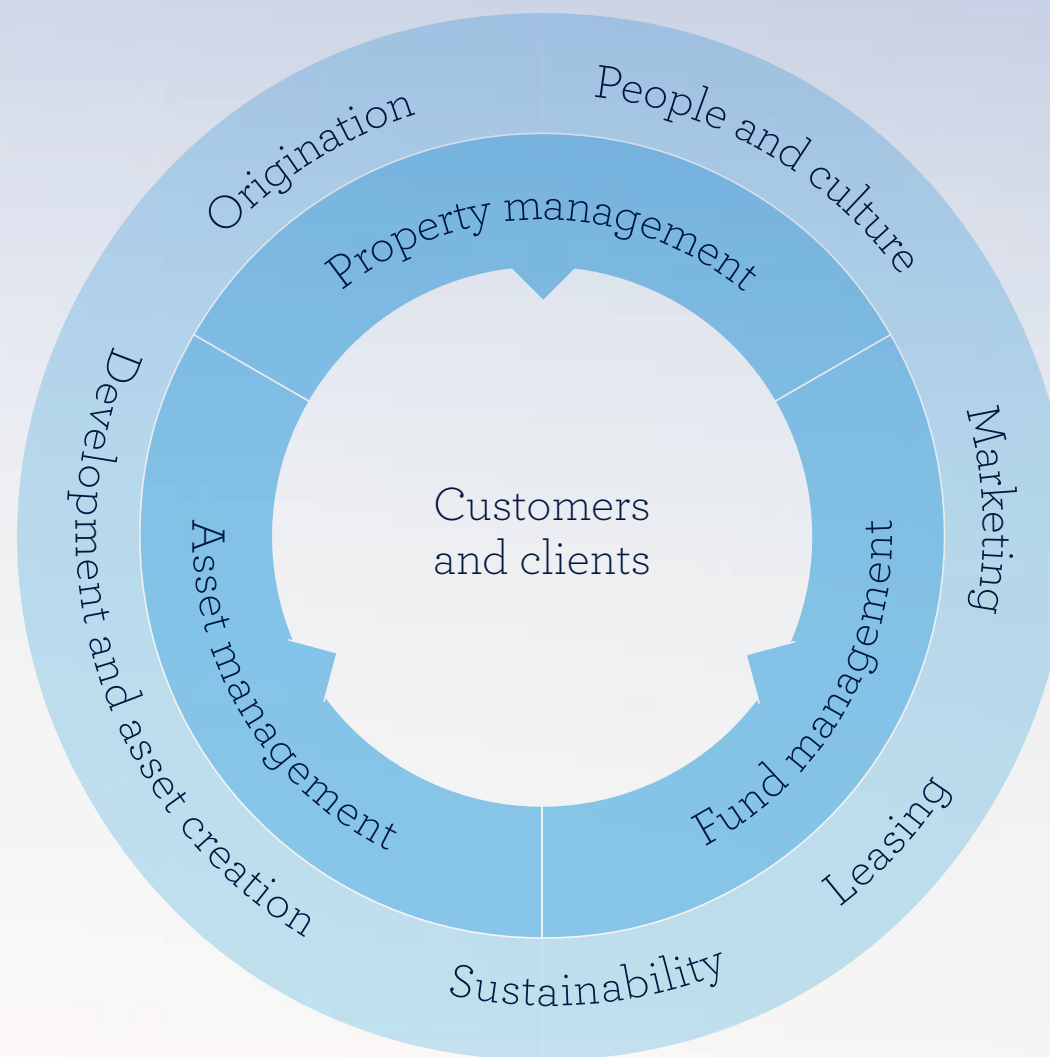 Origination
People and culture
Property management
Development and asset creation
Marketing
Customers
and clients
Asset management
Fund management
Leasing
Sustainability